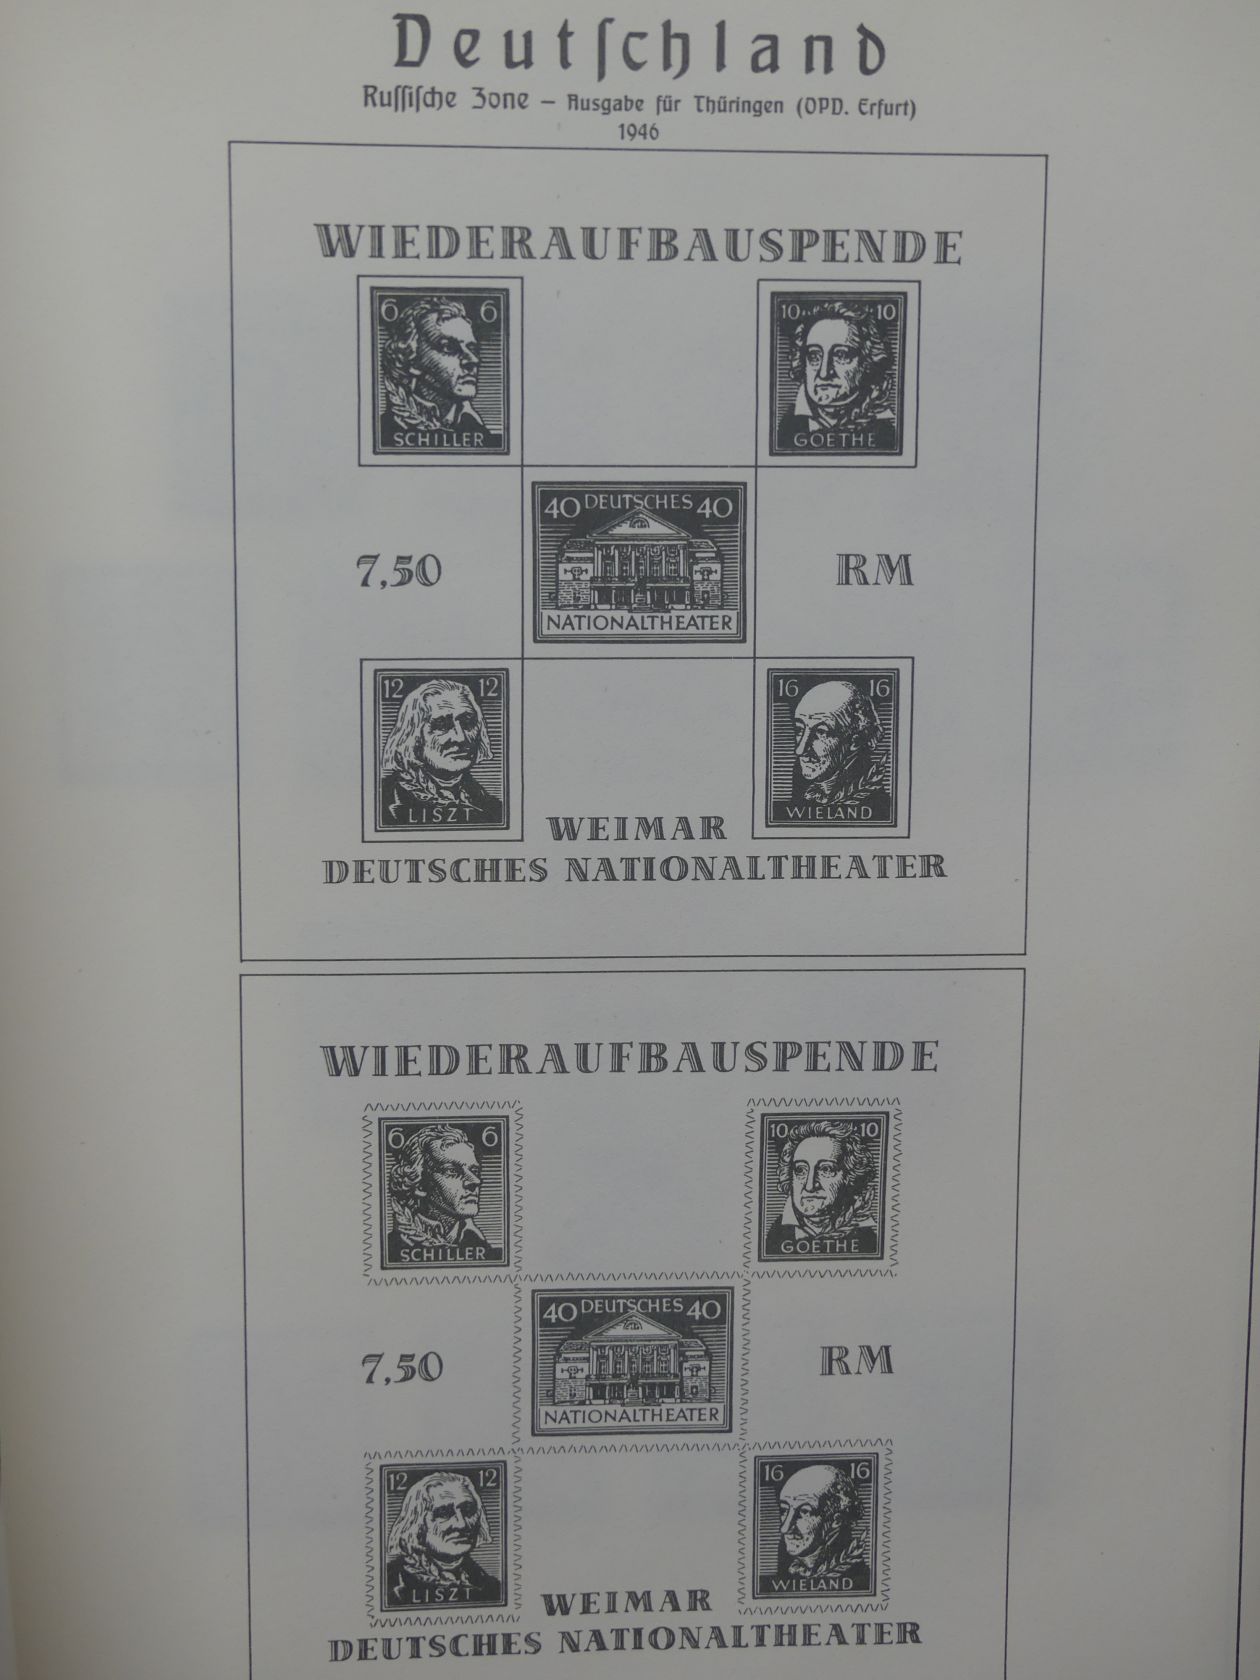 Deutschland
Russische Zone – Ausgabe für Thüringen (OPD. Erfurt)
1946
WIEDERAUFBAUSPENDE
6 6
SCHILLER
10 10
GOETHE
40 DEUTSCHES 40
NATIONALTHEATER
7,50
RM
12 12
LISZT
16 16
WIELAND
WEIMAR
DEUTSCHES NATIONALTHEATER
WIEDERAUFBAUSPENDE
6 6
SCHILLER
10 10
GOETHE
40 DEUTSCHES 40
NATIONALTHEATER
7,50
RM
12 12
LISZT
16 16
WIELAND
WEIMAR
DEUTSCHES NATIONALTHEATER